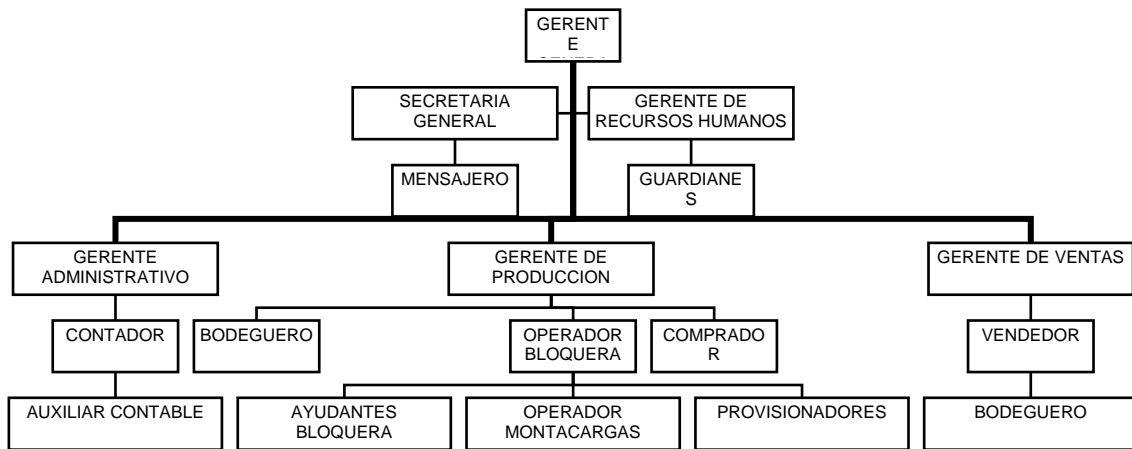 GERENT
E
SECRETARIA
GENERAL
GERENTE DE
RECURSOS HUMANOS
MENSAJERO
GUARDIANE
S
GERENTE
ADMINISTRATIVO
GERENTE DE
PRODUCCION
GERENTE DE VENTAS
CONTADOR
BODEGUERO
OPERADOR
BLOQUERA
COMPRADO
R
VENDEDOR
AUXILIAR CONTABLE
AYUDANTES
BLOQUERA
OPERADOR
MONTACARGAS
PROVISIONADORES
BODEGUERO